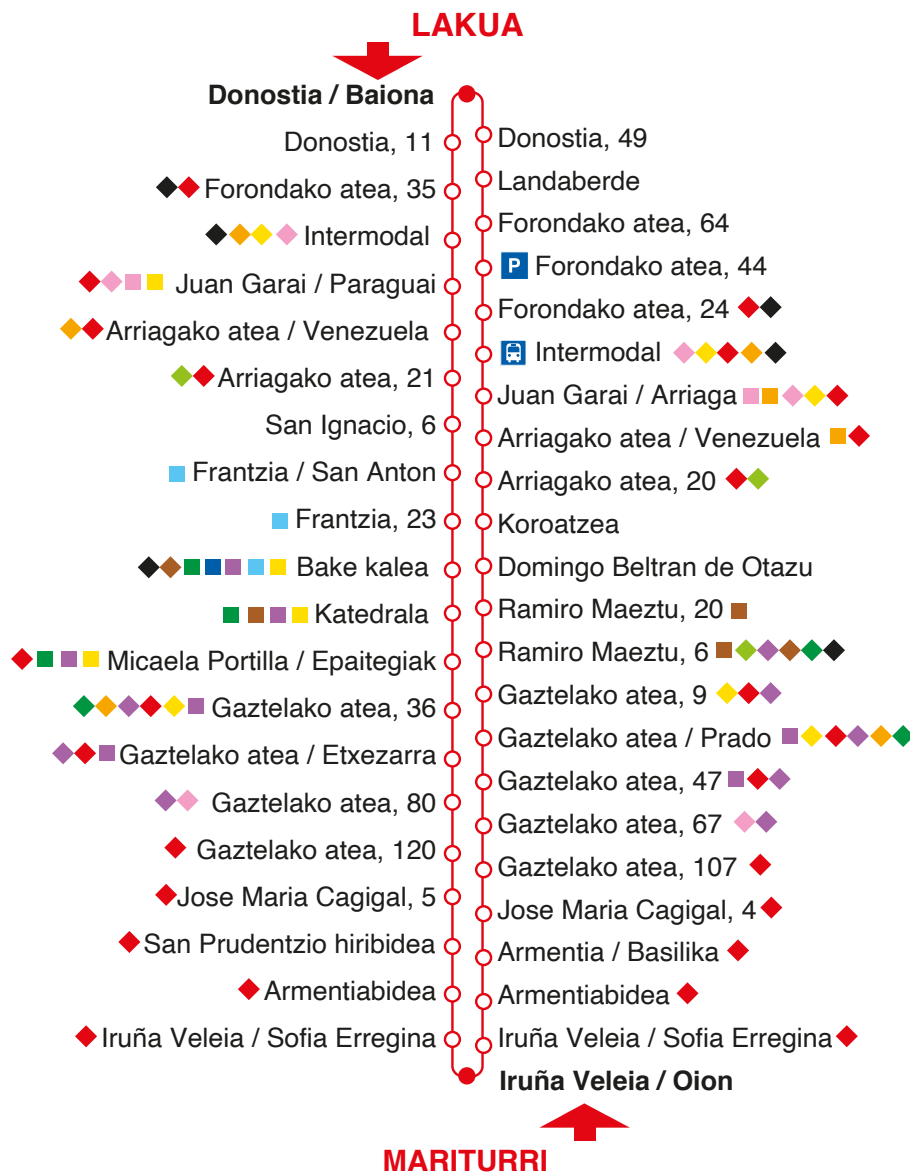 LAKUA
Donostia / Baiona
Donostia, 11
Forondako atea, 35
Intermodal
Juan Garai / Paraguai
Arriagako atea / Venezuela
Arriagako atea, 21
San Ignacio, 6
Frantzia / San Anton
Frantzia, 23
Bake kalea
Katedrala
Micaela Portilla / Epaitegiak
Gaztelako atea, 36
Gaztelako atea / Etxezarra
Gaztelako atea, 80
Gaztelako atea, 120
Jose Maria Cagigal, 5
San Prudentzio hiribidea
Armentiabidea
Iruña Veleia / Sofia Erregina
Donostia, 49
Landaberde
Forondako atea, 64
P Forondako atea, 44
Forondako atea, 24
Intermodal
Juan Garai / Arriaga
Arriagako atea / Venezuela
Arriagako atea, 20
Koroatzea
Domingo Beltran de Otazu
Ramiro Maeztu, 20
Ramiro Maeztu, 6
Gaztelako atea, 9
Gaztelako atea / Prado
Gaztelako atea, 47
Gaztelako atea, 67
Gaztelako atea, 107
Jose Maria Cagigal, 4
Armentia / Basilika
Armentiabidea
Iruña Veleia / Sofia Erregina
Iruña Veleia / Oion
MARITURRI